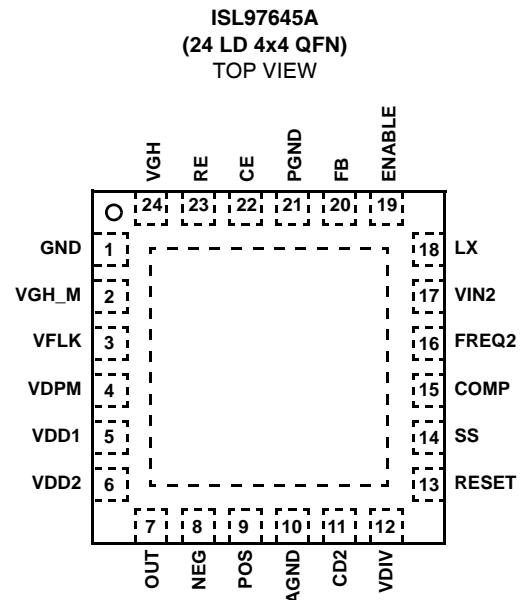 ISL97645A
(24 LD 4x4 QFN)
TOP VIEW
VGH RE CE PGND FB ENABLE
24 23 22 21 20 19
GND 1 18 LX
VGH_M 2 17 VIN2
VFLK 3 16 FREQ2
VDPM 4 15 COMP
VDD1 5 14 SS
VDD2 6 13 RESET
7 8 9 10 11 12
OUT NEG POS AGND CD2 VDIV